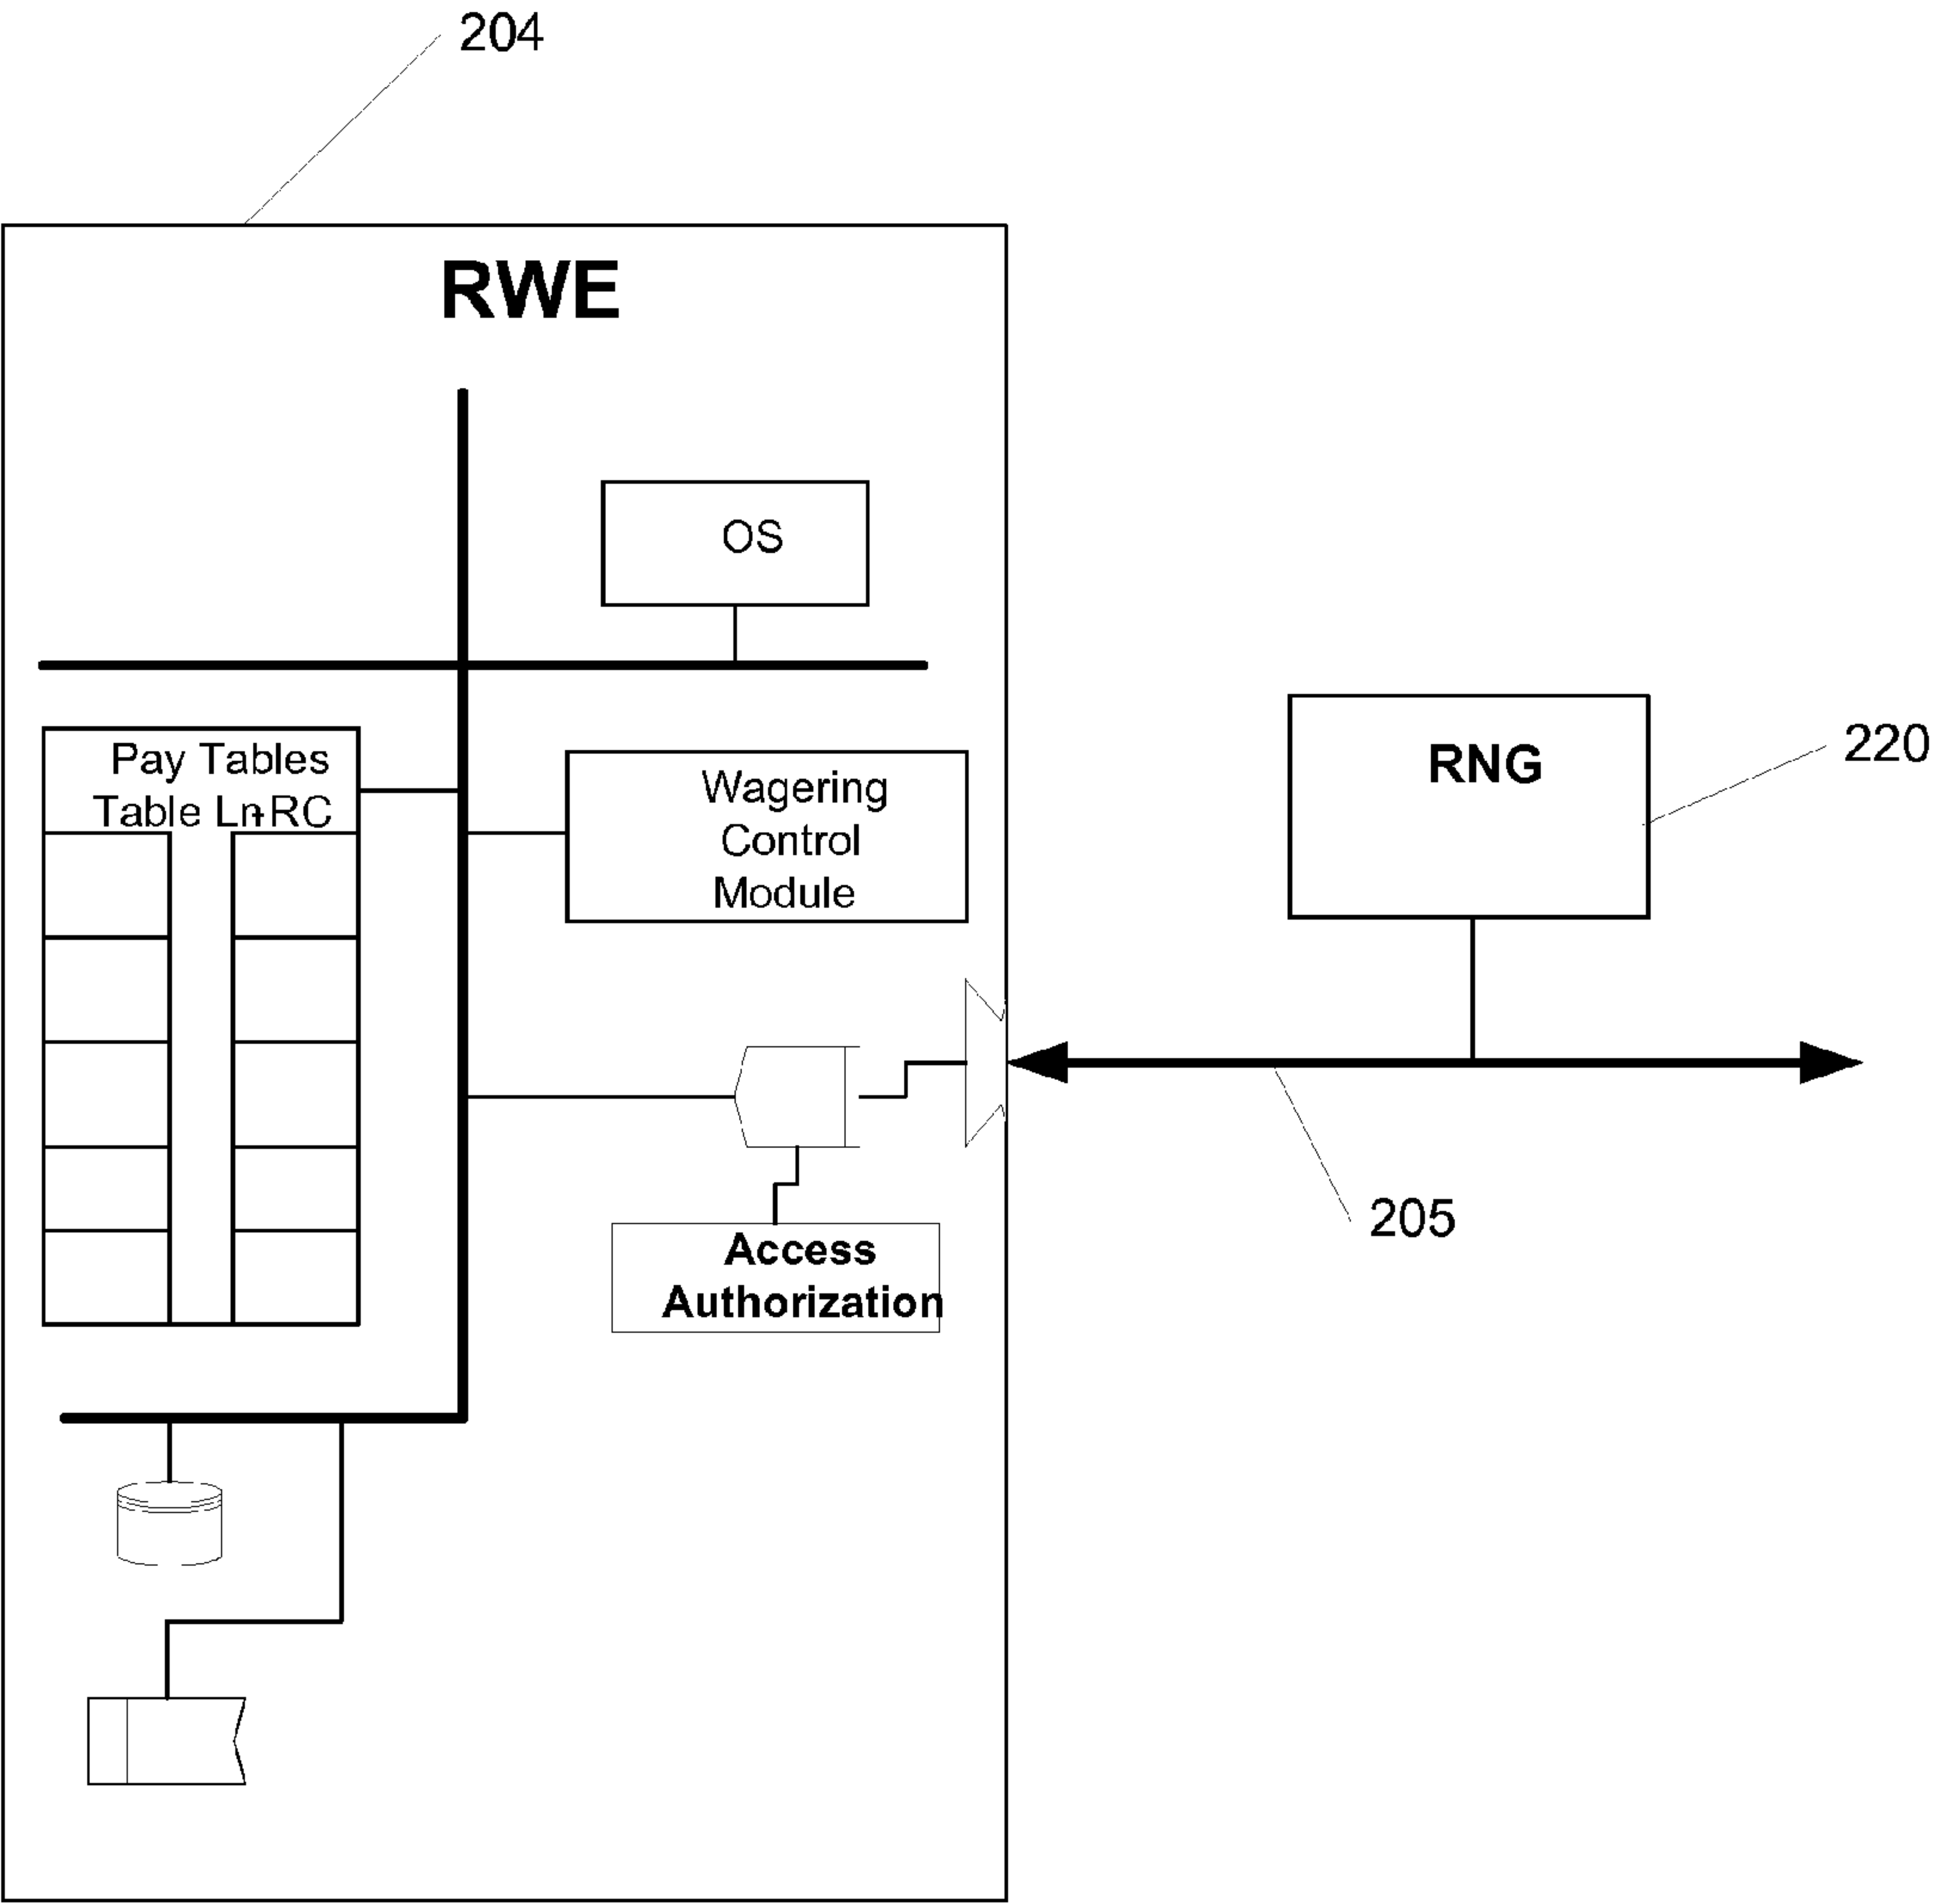 204
RWE
OS
Pay Tables
Table Ln-RC
Wagering
Control
Module
RNG
220
205
Access
Authorization